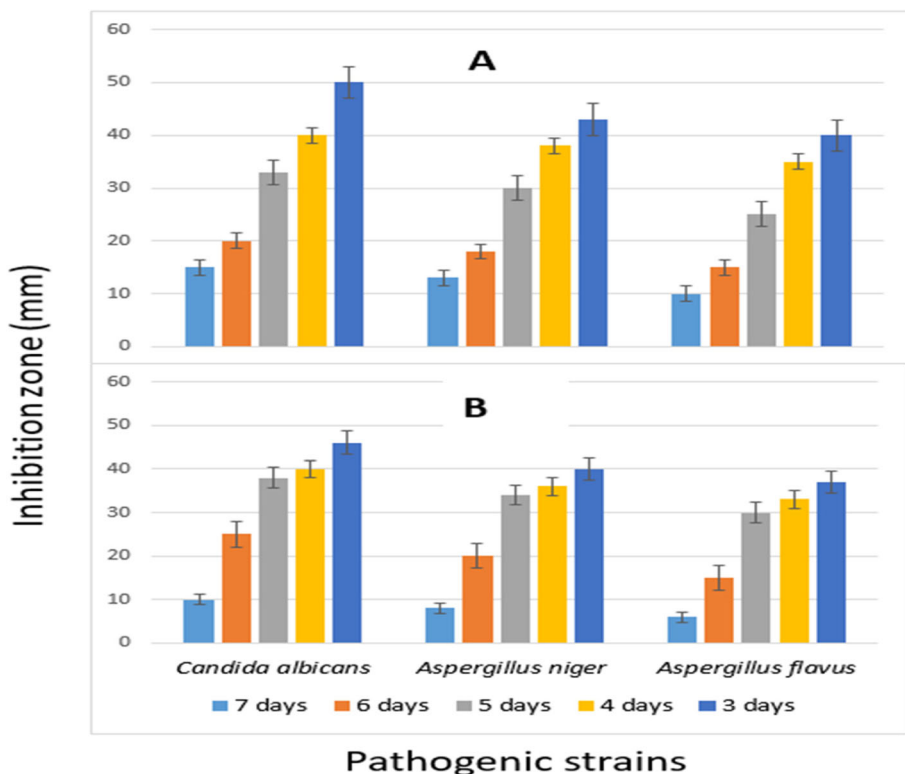 Inhibition zone (mm)
A
60
50
40
30
20
10
0
B
60
50
40
30
20
10
0
Candida albicans Aspergillus niger Aspergillus flavus
7 days 6 days 5 days 4 days 3 days
Pathogenic strains